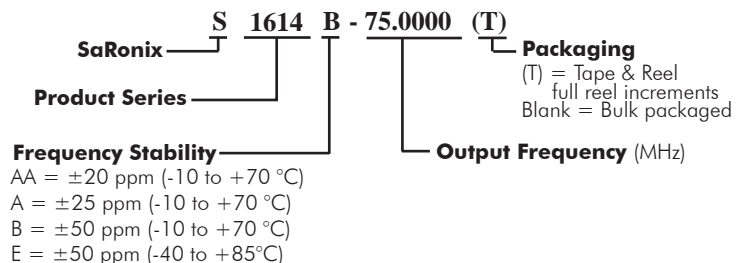 S 1614 B - 75.0000 (T)
SaRonix
Product Series
Frequency Stability
AA = ±20 ppm (-10 to +70 °C)
A = ±25 ppm (-10 to +70 °C)
B = ±50 ppm (-10 to +70 °C)
E = ±50 ppm (-40 to +85°C)
Packaging
(T) = Tape & Reel
full reel increments
Blank = Bulk packaged
Output Frequency (MHz)